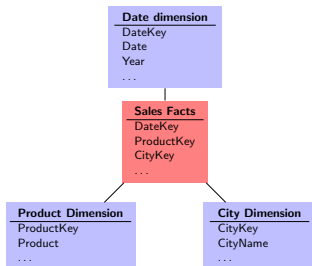 Date dimension
DateKey
Date
Year
...
Sales Facts
DateKey
ProductKey
CityKey
...
Product Dimension
ProductKey
Product
...
City Dimension
CityKey
CityName
...